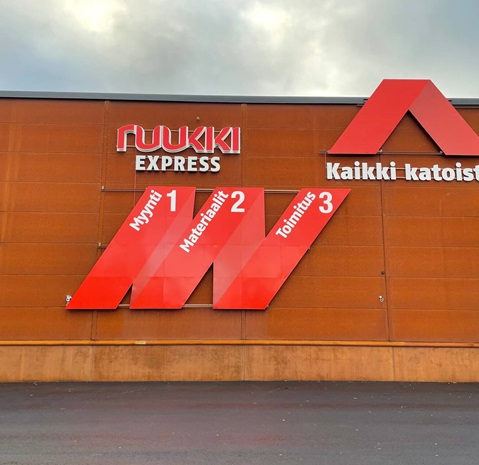 ruukki
EXPRESS
Kaikki katoist
Myynti 1
Materiaalit 2
Toimitus 3